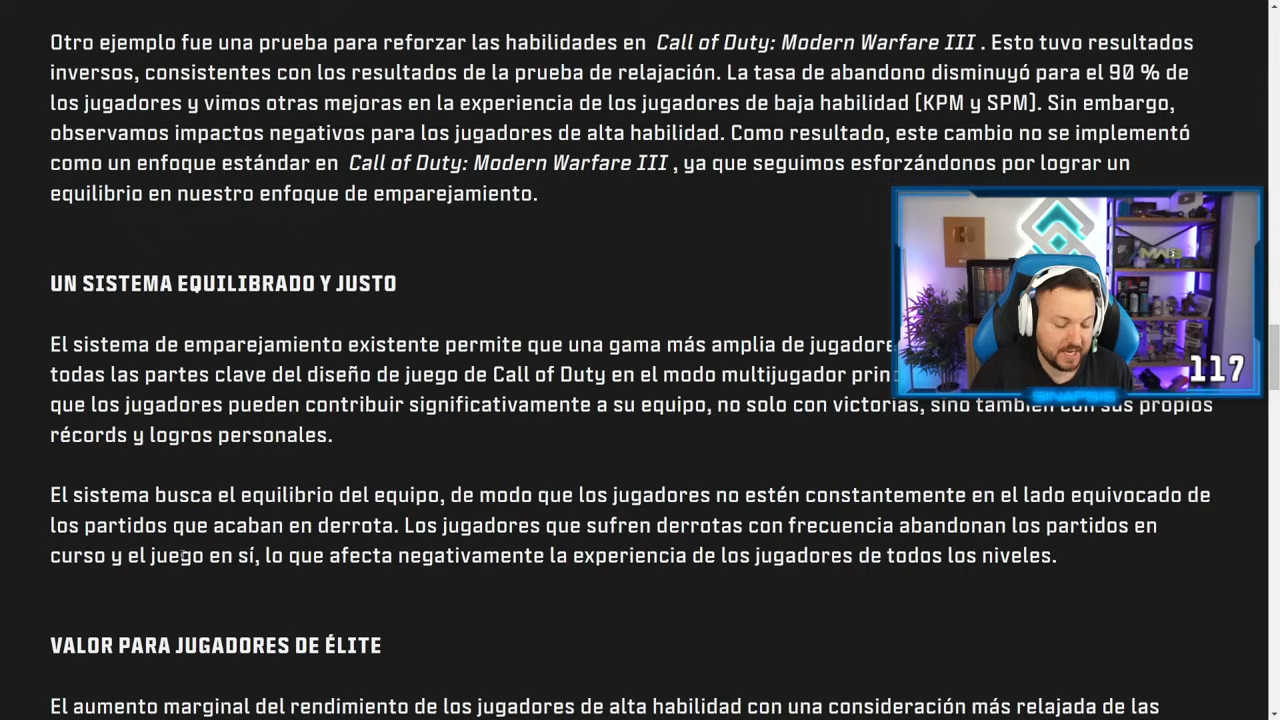 Otro ejemplo fue una prueba para reforzar las habilidades en Call of Duty: Modern Warfare III . Esto tuvo resultados
inversos, consistentes con los resultados de la prueba de relajación. La tasa de abandono disminuyó para el 90 % de
los jugadores y vimos otras mejoras en la experiencia de los jugadores de baja habilidad [KPM y SPM]. Sin embargo,
observamos impactos negativos para los jugadores de alta habilidad. Como resultado, este cambio no se implementó
como un enfoque estándar en Call of Duty: Modern Warfare III , ya que seguimos esforzándonos por lograr un
equilibrio en nuestro enfoque de emparejamiento.
UN SISTEMA EQUILIBRADO Y JUSTO
El sistema de emparejamiento existente permite que una gama más amplia de
todas las partes clave del diseño de juego de Call of Duty en el modo multijugador
que los jugadores pueden contribuir significativamente a su equipo, no solo con victorias, sino también con sus propios
récords y logros personales.
El sistema busca el equilibrio del equipo, de modo que los jugadores no estén constantemente en el lado equivocado de
los partidos que acaban en derrota. Los jugadores que sufren derrotas con frecuencia abandonan los partidos en
curso y el juego en sí, lo que afecta negativamente la experiencia de los jugadores de todos los niveles.
VALOR PARA JUGADORES DE ÉLITE
El aumento marginal del rendimiento de los jugadores de alta habilidad con una consideración más relajada de las
117
SINAPSIS